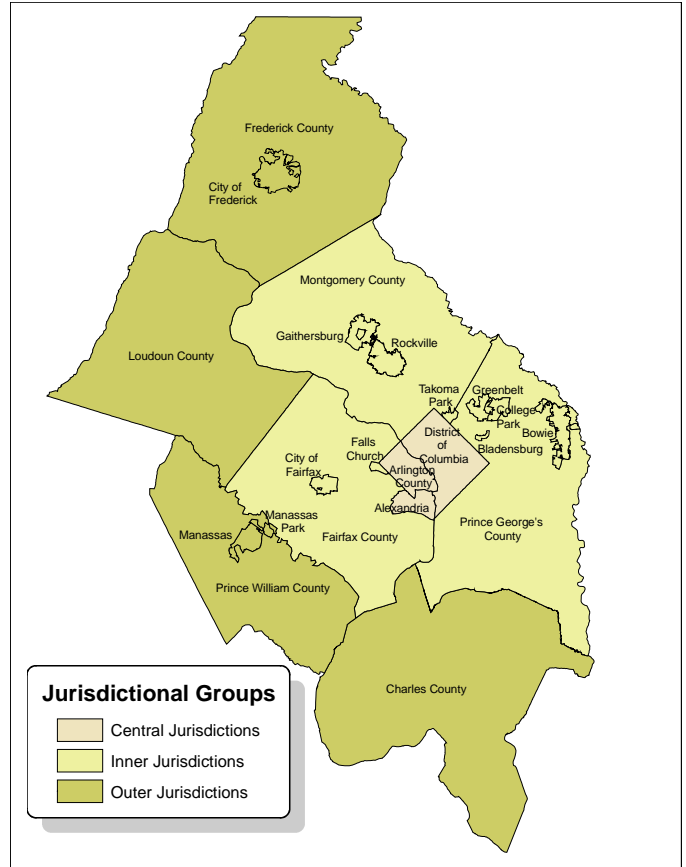 Frederick County
City of
Frederick
Montgomery County
Gaithersburg
Rockville
Loudoun County
Takoma
Park
Greenbelt
College
Park
Bowie
Bladensburg
District
of
Columbia
Falls
Church
Arlington
County
City of
Fairfax
Alexandria
Prince George's
County
Manassas
Park
Manassas
Fairfax County
Prince William County
Charles County
Jurisdictional Groups
Central Jurisdictions
Inner Jurisdictions
Outer Jurisdictions